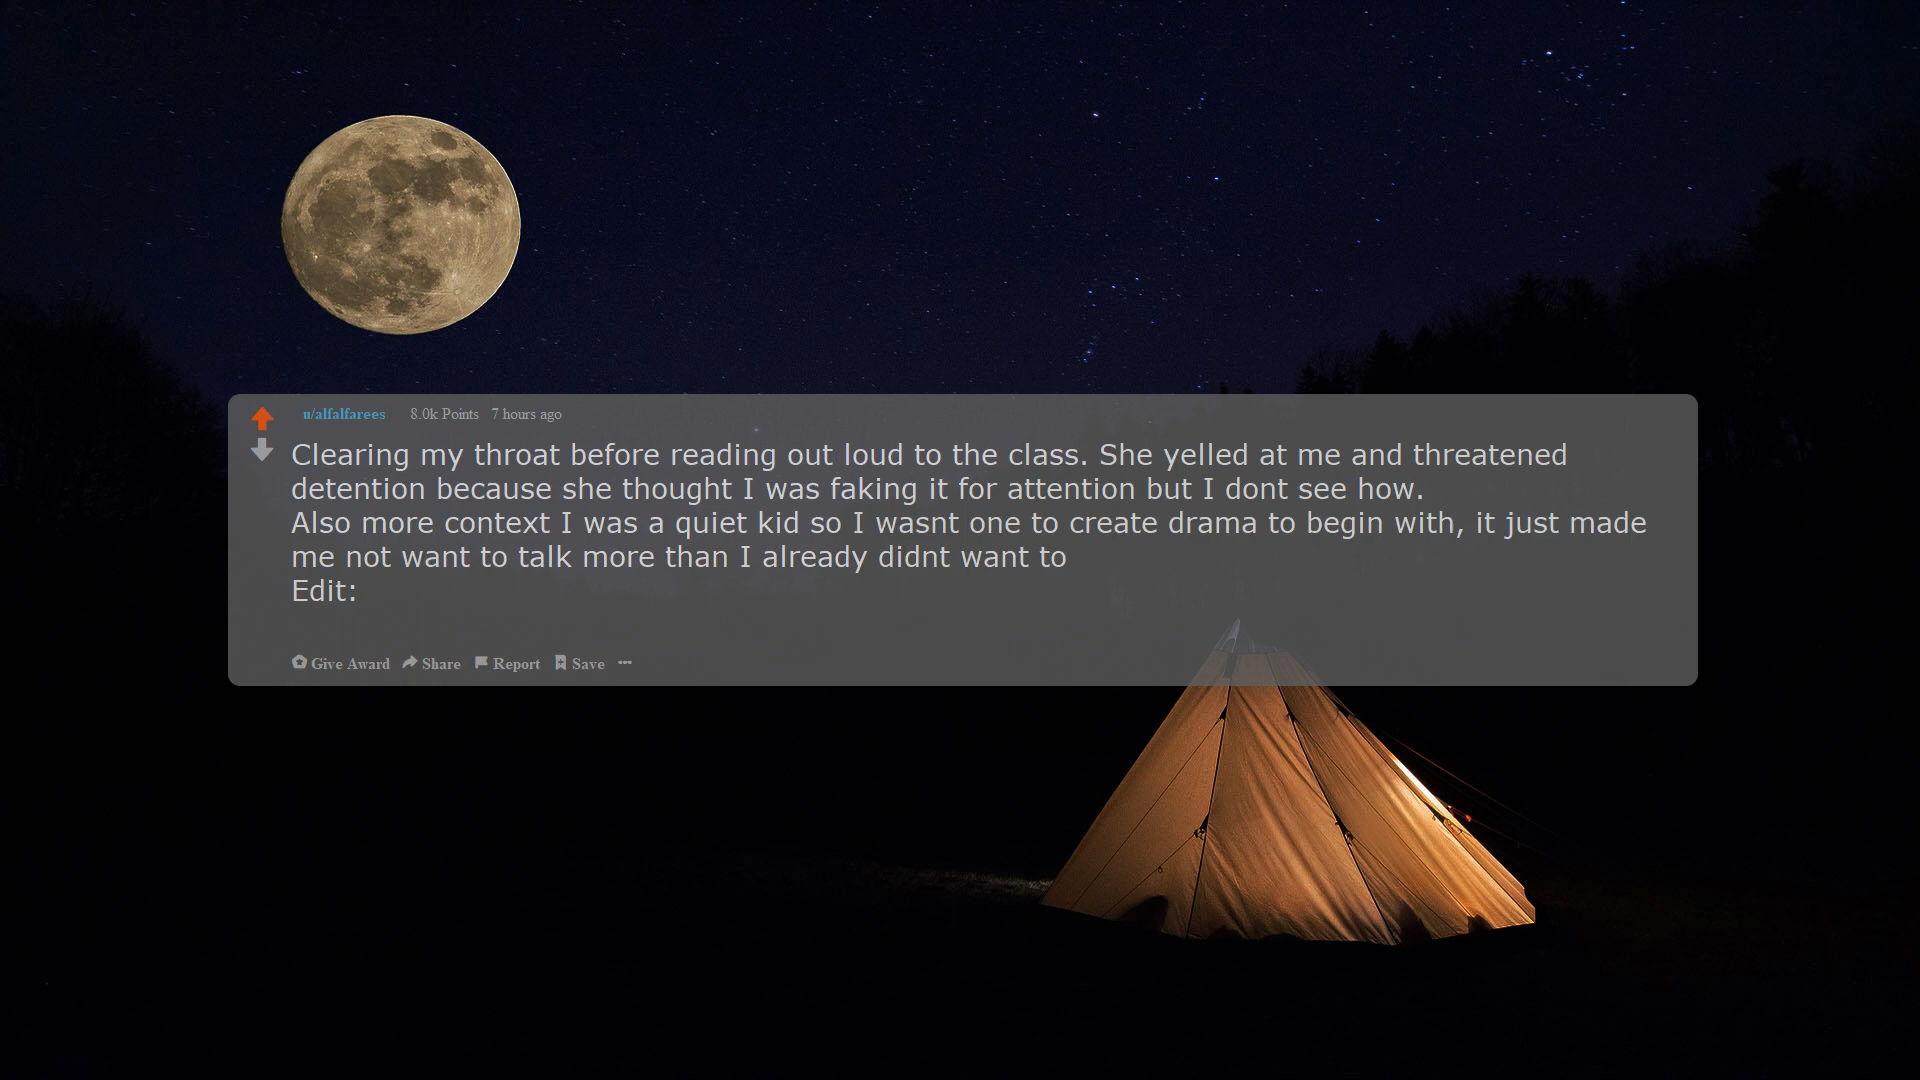 u/alfalfarees 8.0k Points 7 hours ago
Clearing my throat before reading out loud to the class. She yelled at me and threatened
detention because she thought I was faking it for attention but I dont see how.
Also more context I was a quiet kid so I wasnt one to create drama to begin with, it just made
me not want to talk more than I already didnt want to
Edit:
Give Award Share Report Save ···